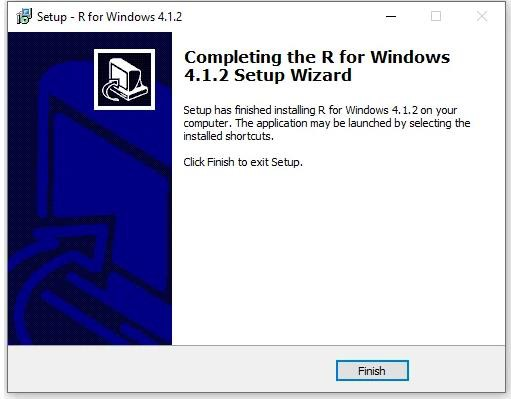 Setup - R for Windows 4.1.2
Completing the R for Windows
4.1.2 Setup Wizard
Setup has finished installing R for Windows 4.1.2 on your
computer. The application may be launched by selecting the
installed shortcuts.
Click Finish to exit Setup.
Finish